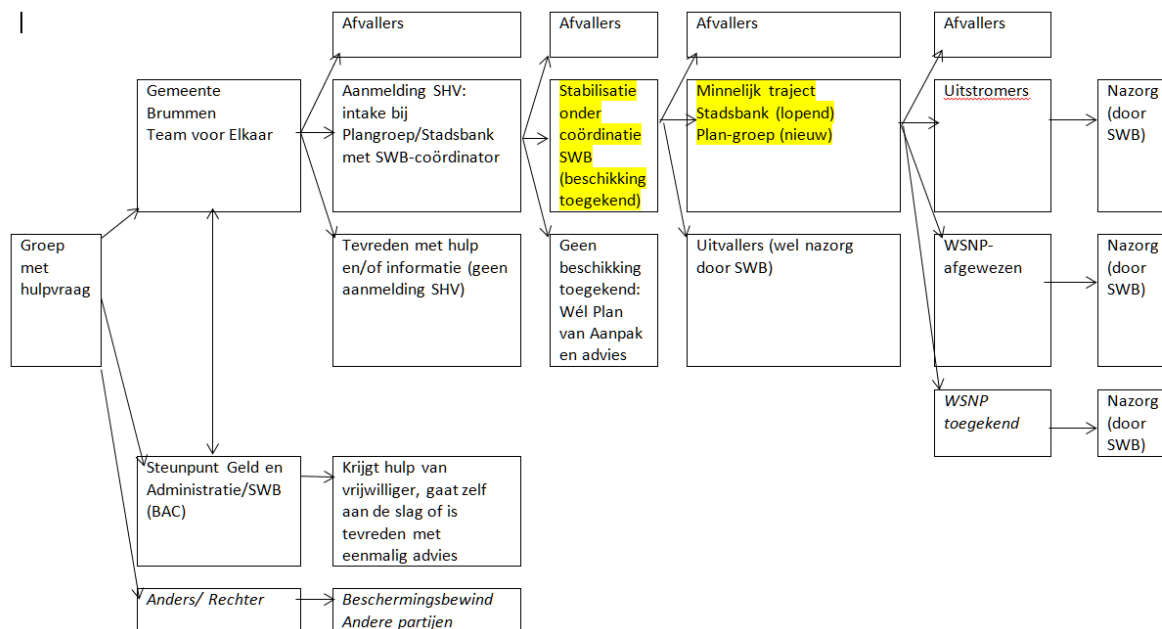 Afvallers
Afvallers
Afvallers
Afvallers
Gemeente
Brummen
Team voor Elkaar
Aanmelding SHV:
intake bij
Plangroep/Stadsbank
met SWB-coördinator
Stabilisatie
onder
coördinatie
SWB
(beschikking
toegekend)
Minnelijk traject
Stadsbank (lopend)
Plan-groep (nieuw)
Uitstromers
Nazorg
(door
SWB)
Groep
met
hulpvraag
Tevreden met hulp
en/of informatie (geen
aanmelding SHV)
Geen
beschikking
toegekend:
Wél Plan
van Aanpak
en advies
Uitvallers (wel nazorg
door SWB)
WSNP-
afgewezen
Nazorg
(door
SWB)
WSNP
toegekend
Nazorg
(door
SWB)
Steunpunt Geld en
Administratie/SWB
(BAC)
Krijgt hulp van
vrijwilliger, gaat zelf
aan de slag of is
tevreden met
eenmalig advies
Anders/ Rechter
Beschermingsbewind
Andere partijen